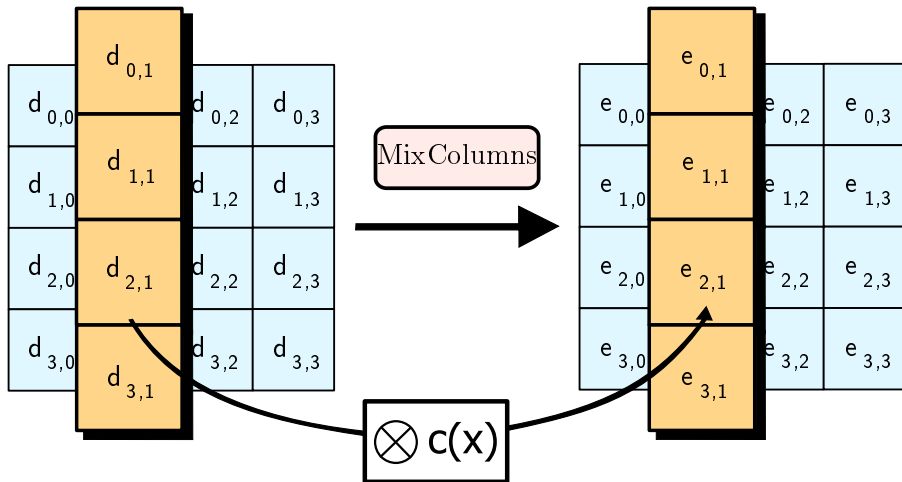 d 0,1 e 0,1
d 0,0 d 0,2 d 0,3 e 0,0 e 0,2 e 0,3
MixColumns
d 1,1 e 1,1
d 1,0 d 1,2 d 1,3 e 1,0 e 1,2 e 1,3
d 2,0 d 2,1 d 2,2 d 2,3 e 2,0 e 2,1 e 2,2 e 2,3
d 3,0 d 3,2 d 3,3 e 3,0 e 3,2 e 3,3
d 3,1 e 3,1
⊗ c(x)